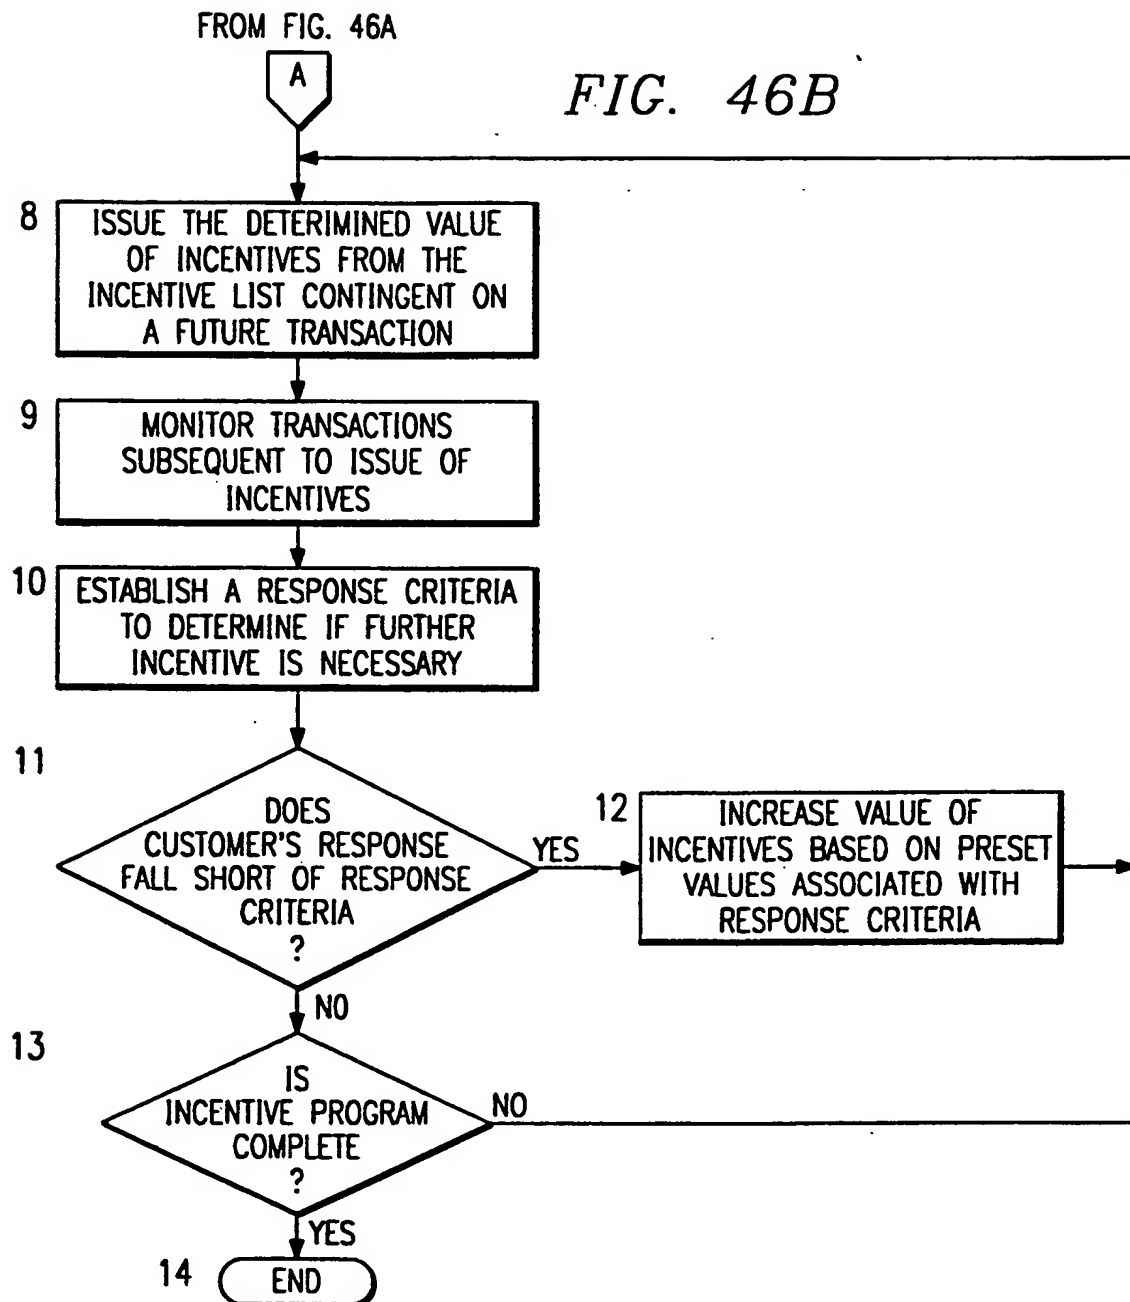 FROM FIG. 46A
A
FIG. 46B
8
ISSUE THE DETERIMINED VALUE
OF INCENTIVES FROM THE
INCENTIVE LIST CONTINGENT ON
A FUTURE TRANSACTION
9
MONITOR TRANSACTIONS
SUBSEQUENT TO ISSUE OF
INCENTIVES
10
ESTABLISH A RESPONSE CRITERIA
TO DETERMINE IF FURTHER
INCENTIVE IS NECESSARY
11
DOES
CUSTOMER'S RESPONSE
FALL SHORT OF RESPONSE
CRITERIA
?
YES
12
INCREASE VALUE OF
INCENTIVES BASED ON PRESET
VALUES ASSOCIATED WITH
RESPONSE CRITERIA
NO
13
IS
INCENTIVE PROGRAM
COMPLETE
?
NO
YES
14
END